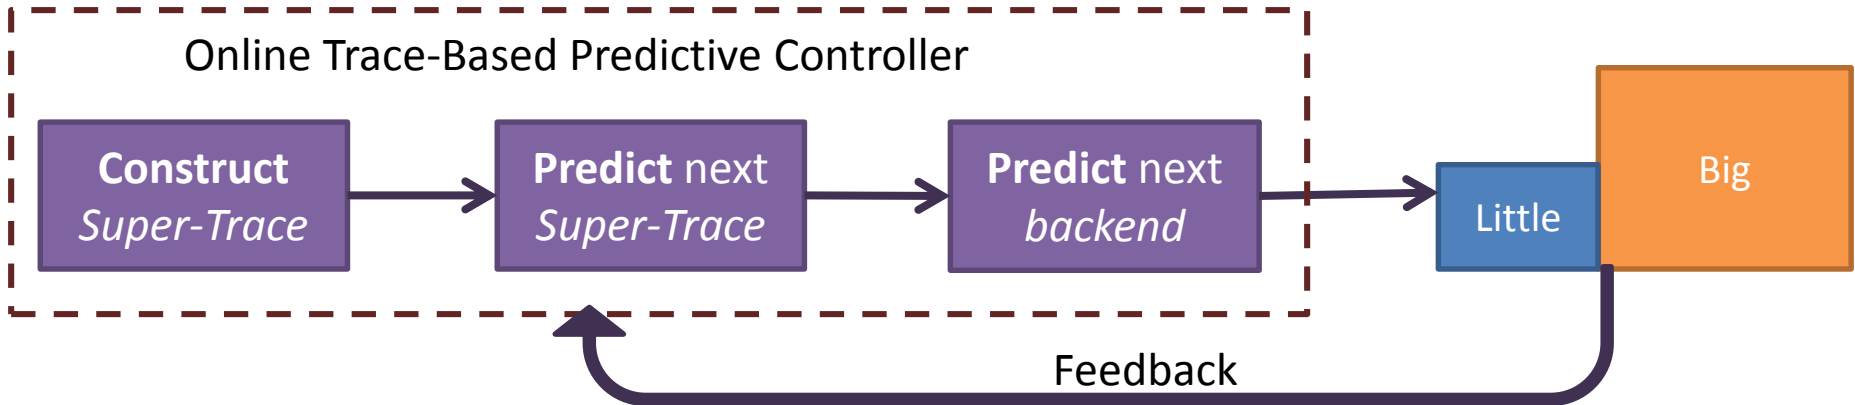 Online Trace-Based Predictive Controller
Construct
Super-Trace
Predict next
Super-Trace
Predict next
backend
Little
Big
Feedback